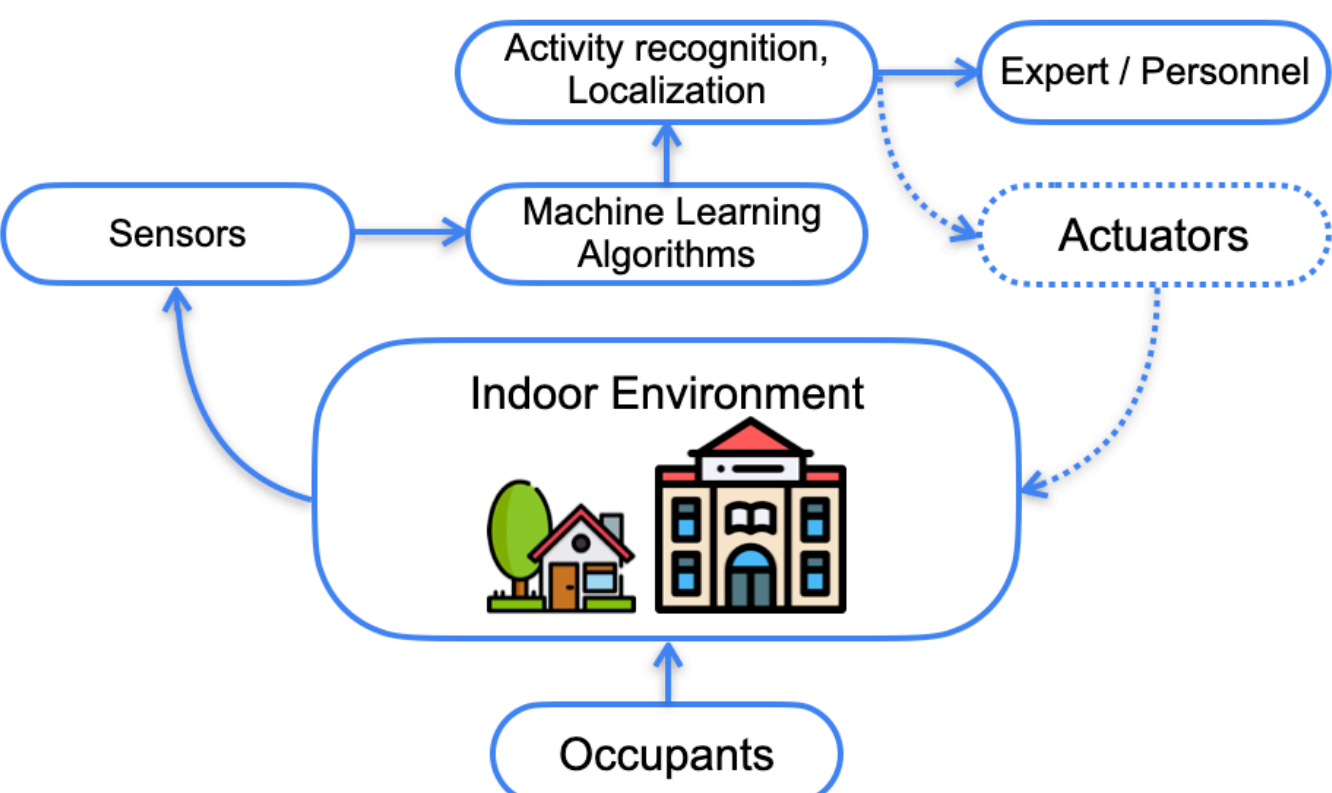 Activity recognition,
Localization
Expert / Personnel
Sensors
Machine Learning
Algorithms
Actuators
Indoor Environment
Occupants